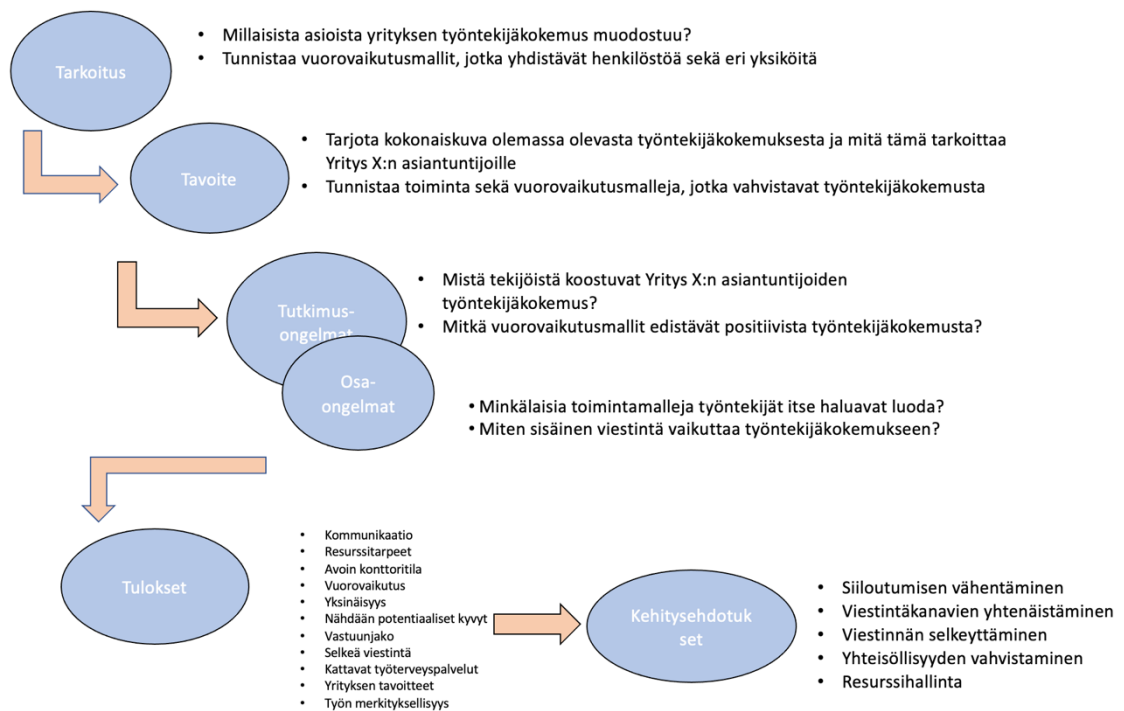 Tarkoitus
• Millaisista asioista yrityksen työntekijäkokemus muodostuu?
• Tunnistaa vuorovaikutusmallit, jotka yhdistävät henkilöstöä sekä eri yksiköitä
Tavoite
• Tarjota kokonaiskuva olemassa olevasta työntekijäkokemuksesta ja mitä tämä tarkoittaa
Yritys X:n asiantuntijoille
• Tunnistaa toiminta sekä vuorovaikutusmalleja, jotka vahvistavat työntekijäkokemusta
Tutkimus-
ongelmat
• Mistä tekijöistä koostuvat Yritys X:n asiantuntijoiden
työntekijäkokemus?
• Mitkä vuorovaikutusmallit edistävät positiivista työntekijäkokemusta?
Osa-
ongelmat
• Minkälaisia toimintamalleja työntekijät itse haluavat luoda?
• Miten sisäinen viestintä vaikuttaa työntekijäkokemukseen?
Tulokset
• Kommunikaatio
• Resurssitarpeet
• Avoin konttoritila
• Vuorovaikutus
• Yksinäisyys
• Nähdään potentiaaliset kyvyt
• Vastuunjako
• Selkeä viestintä
• Kattavat työterveyspalvelut
• Yrityksen tavoitteet
• Työn merkityksellisyys
Kehitysehdotuk
set
• Siiloutumisen vähentäminen
• Viestintäkanavien yhtenäistäminen
• Viestinnän selkeyttäminen
• Yhteisöllisyyden vahvistaminen
• Resurssihallinta